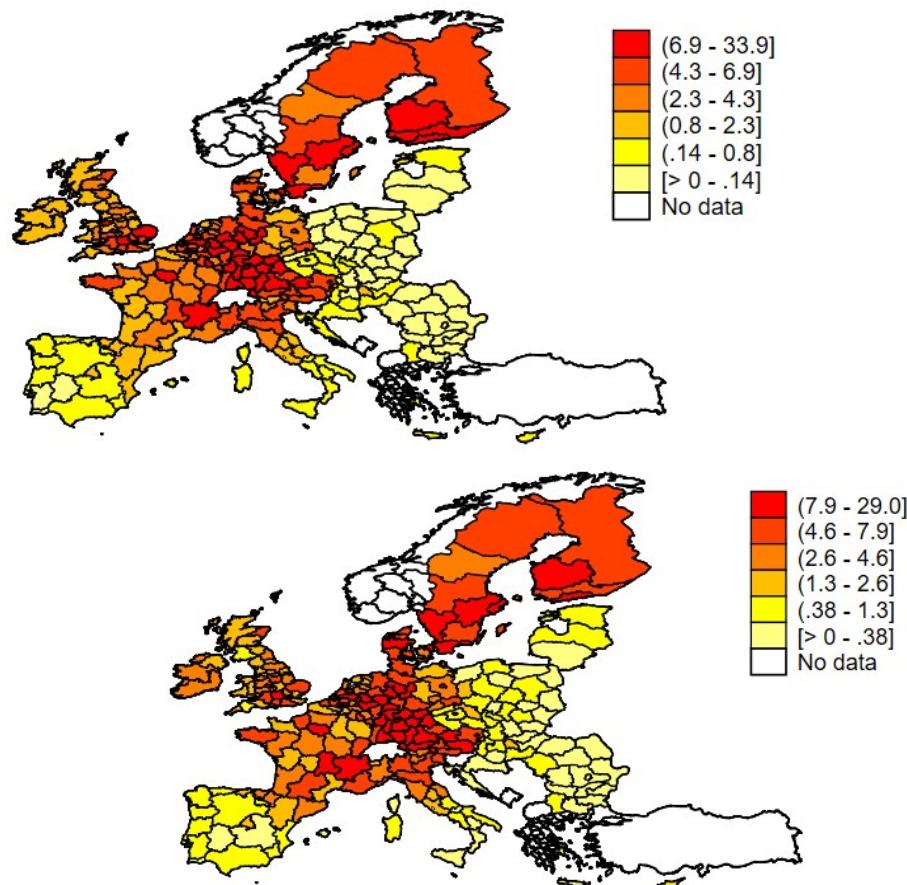 (6.9 - 33.9]
(4.3 - 6.9]
(2.3 - 4.3]
(0.8 - 2.3]
(.14 - 0.8]
[> 0 - .14]
No data
(7.9 - 29.0]
(4.6 - 7.9]
(2.6 - 4.6]
(1.3 - 2.6]
(.38 - 1.3]
[> 0 - .38]
No data